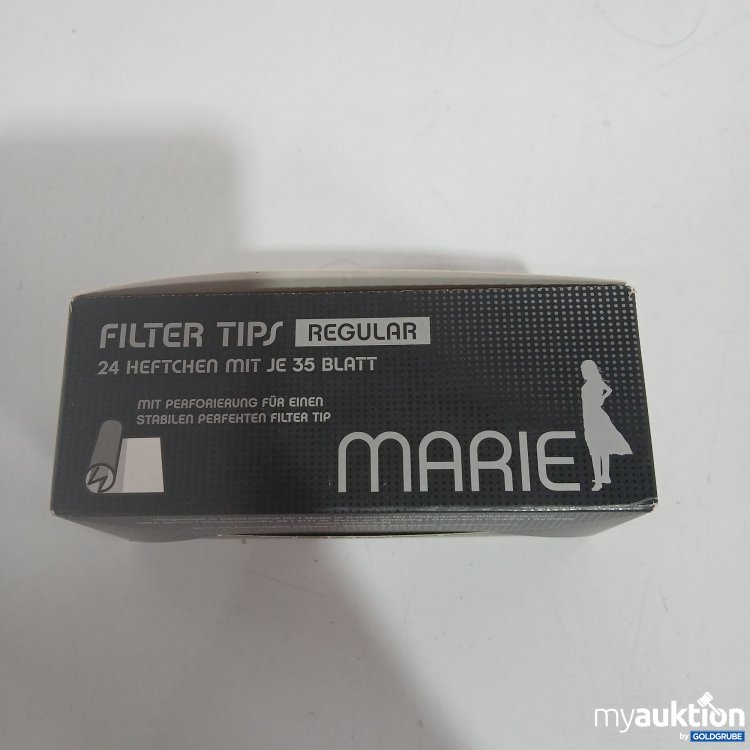 FILTER TIPS REGULAR
24 HEFTCHEN MIT JE 35 BLATT
MIT PERFORIERUNG FÜR EINEN
STABILEN PERFEKTEN FILTER TIP
MARIE
myauktion
by GOLDGRUBE